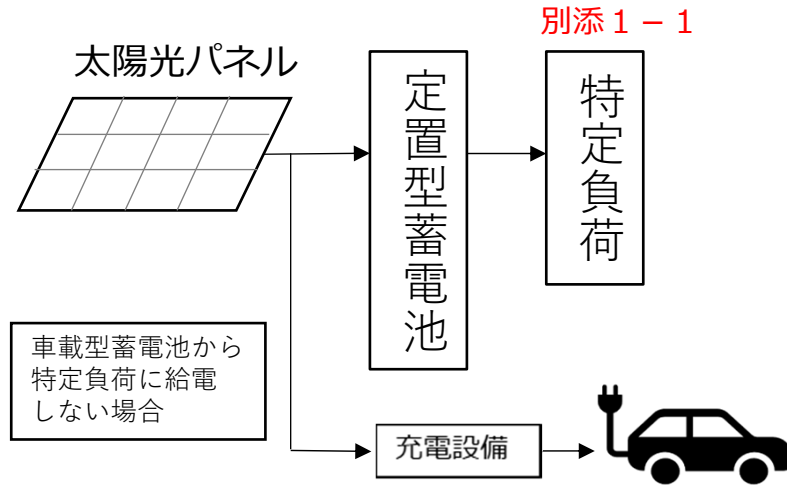 別添１－１
太陽光パネル
定置型蓄電池
特定負荷
車載型蓄電池から
特定負荷に給電
しない場合
充電設備